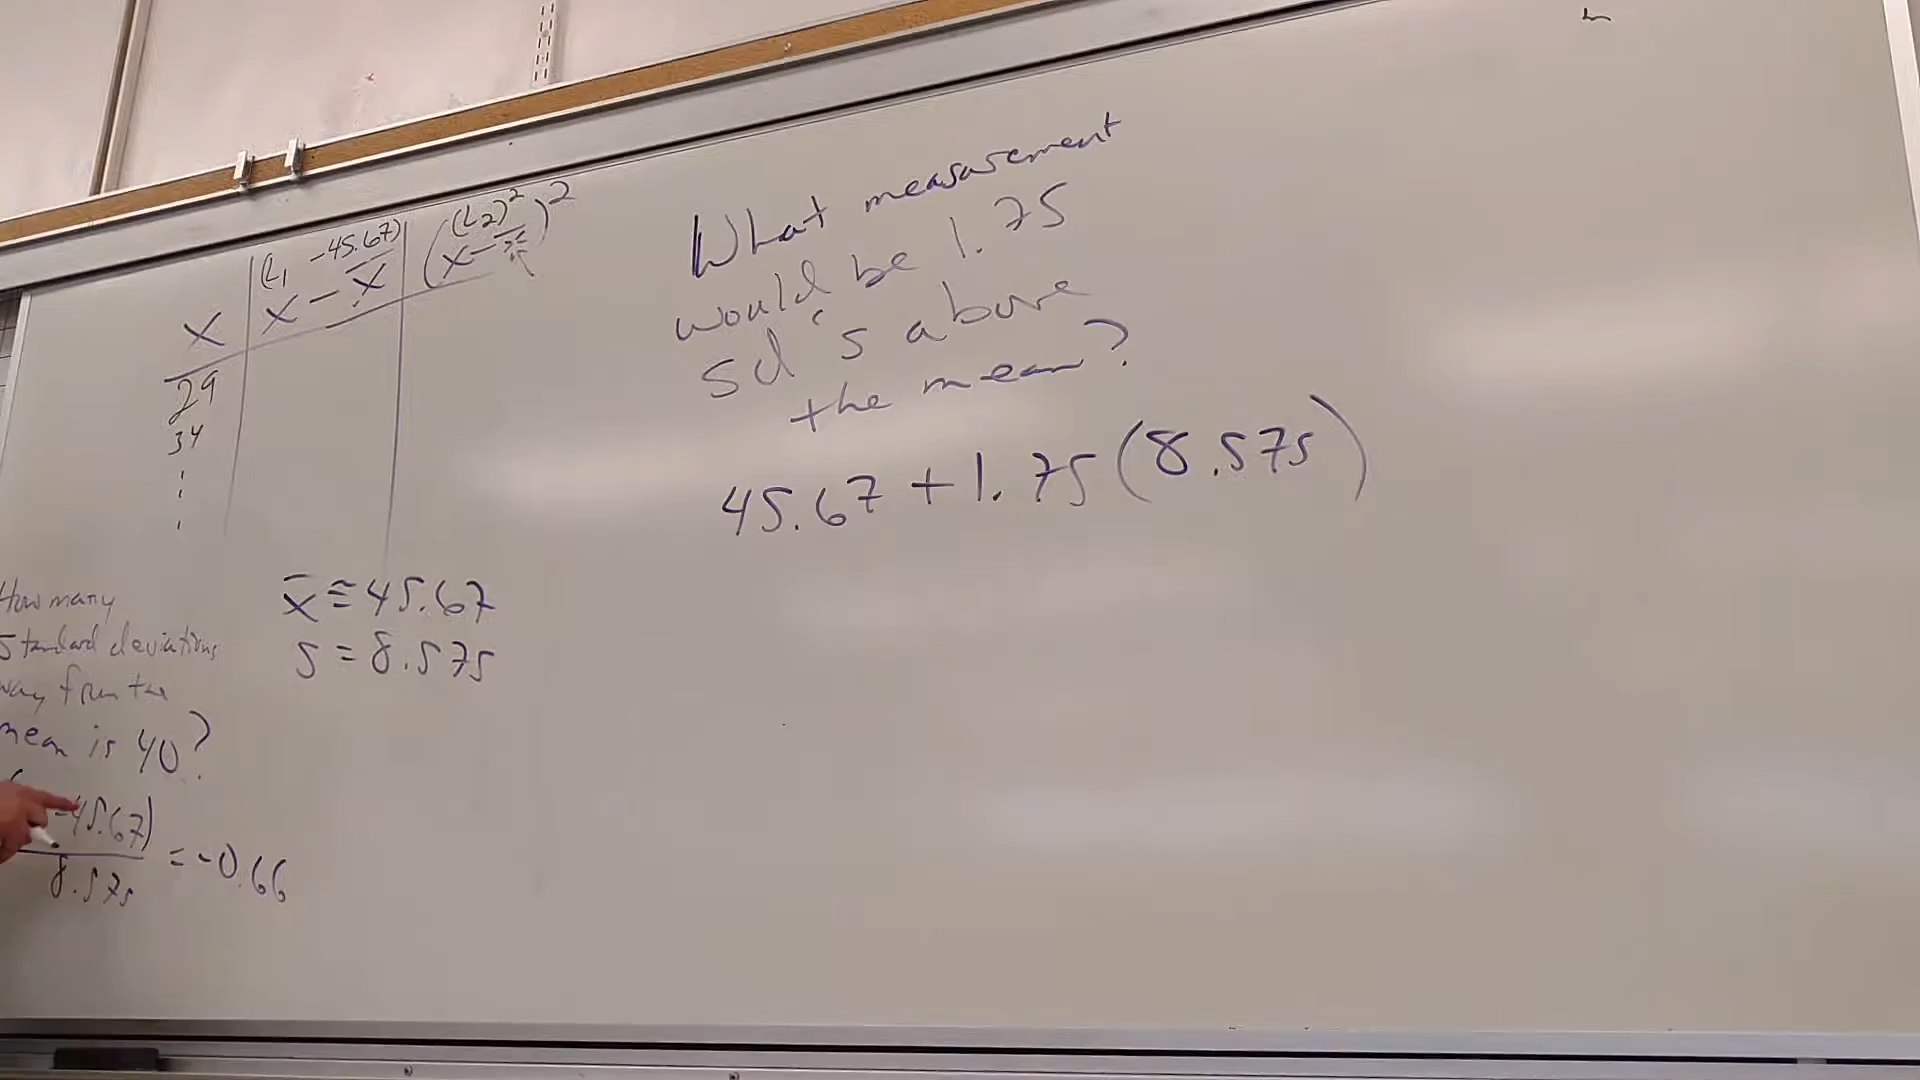 (L₁ - 45.67) (L₂)²
x x - x̄ (x - x̄)²
29
34
What measurement
would be 1.75
sd's above
the mean?
45.67 + 1.75 (8.575)
x̄ ≅ 45.67
s = 8.575
How many
standard deviations
way from the
mean is 40?
-45.67)
8.575
= -0.66